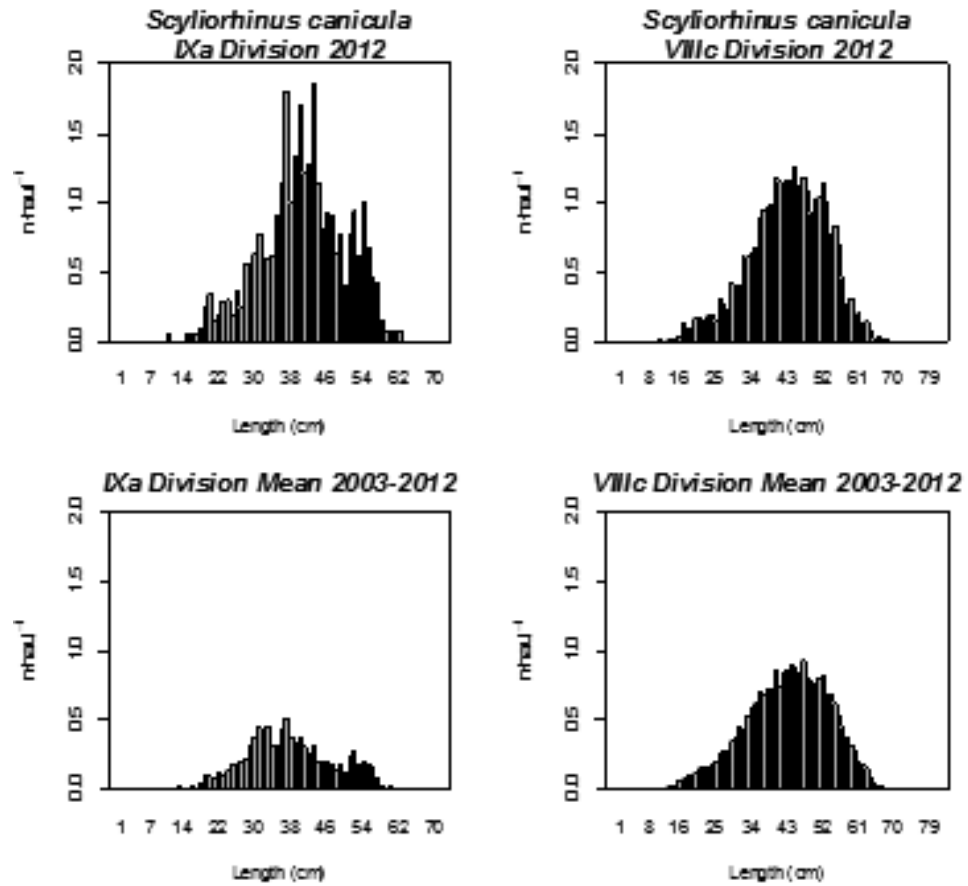 Scyliorhinus canicula
IXa Division 2012
2.0
1.5
1.0
0.5
0.0
n·haul⁻¹
1 7 14 22 30 38 46 54 62 70
Length (cm)
Scyliorhinus canicula
VIIIc Division 2012
2.0
1.5
1.0
0.5
0.0
n·haul⁻¹
1 8 16 25 34 43 52 61 70 79
Length (cm)
IXa Division Mean 2003-2012
2.0
1.5
1.0
0.5
0.0
n·haul⁻¹
1 7 14 22 30 38 46 54 62 70
Length (cm)
VIIIc Division Mean 2003-2012
2.0
1.5
1.0
0.5
0.0
n·haul⁻¹
1 8 16 25 34 43 52 61 70 79
Length (cm)